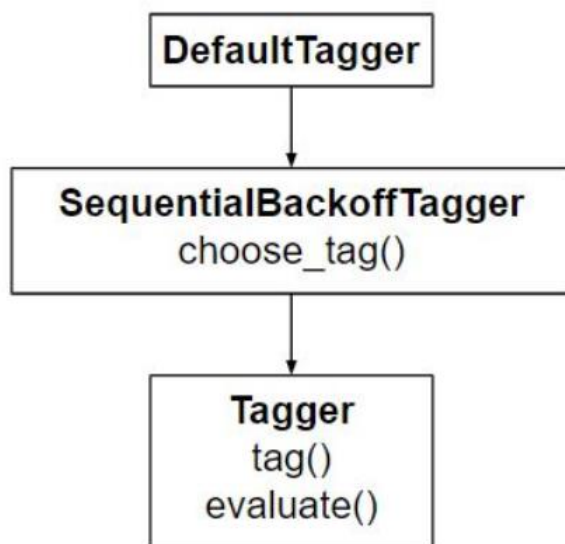 DefaultTagger
SequentialBackoffTagger
choose_tag()
Tagger
tag()
evaluate()